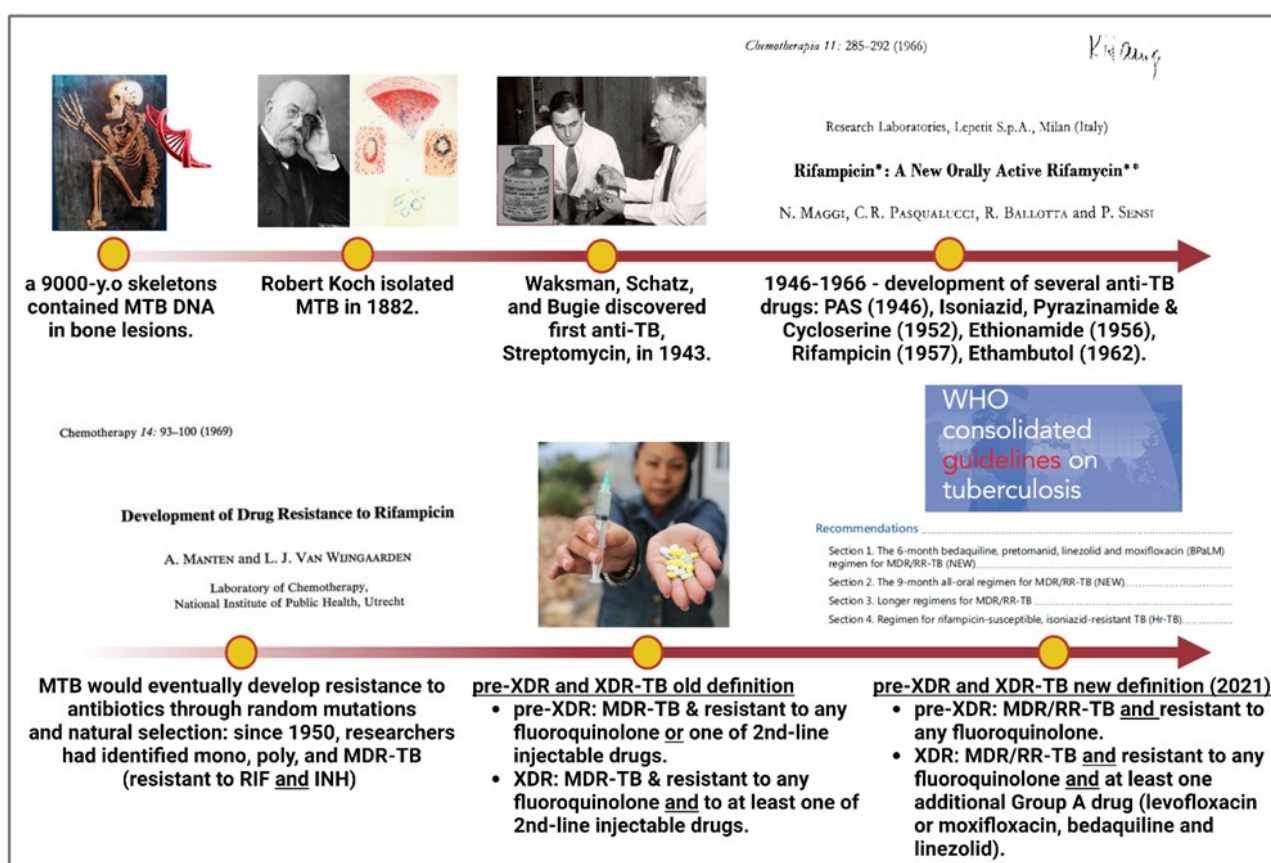 Chemotherapia 11: 285–292 (1966)
Research Laboratories, Lepetit S.p.A., Milan (Italy)
Rifampicin*: A New Orally Active Rifamycin**
N. MAGGI, C.R. PASQUALUCCI, R. BALLOTTA and P. SENSI
a 9000-y.o skeletons
contained MTB DNA
in bone lesions.
Robert Koch isolated
MTB in 1882.
Waksman, Schatz,
and Bugie discovered
first anti-TB,
Streptomycin, in 1943.
1946-1966 - development of several anti-TB
drugs: PAS (1946), Isoniazid, Pyrazinamide &
Cycloserine (1952), Ethionamide (1956),
Rifampicin (1957), Ethambutol (1962).
Chemotherapy 14: 93–100 (1969)
Development of Drug Resistance to Rifampicin
A. MANTEN and L. J. VAN WIJNGAARDEN
Laboratory of Chemotherapy,
National Institute of Public Health, Utrecht
WHO
consolidated
guidelines on
tuberculosis
Recommendations
Section 1. The 6-month bedaquiline, pretomanid, linezolid and moxifloxacin (BPaLM)
regimen for MDR/RR-TB (NEW)
Section 2. The 9-month all-oral regimen for MDR/RR-TB (NEW)
Section 3. Longer regimens for MDR/RR-TB
Section 4. Regimen for rifampicin-susceptible, isoniazid-resistant TB (Hr-TB)
MTB would eventually develop resistance to
antibiotics through random mutations
and natural selection: since 1950, researchers
had identified mono, poly, and MDR-TB
(resistant to RIF and INH)
pre-XDR and XDR-TB old definition
• pre-XDR: MDR-TB & resistant to any
fluoroquinolone or one of 2nd-line
injectable drugs.
• XDR: MDR-TB & resistant to any
fluoroquinolone and to at least one of
2nd-line injectable drugs.
pre-XDR and XDR-TB new definition (2021)
• pre-XDR: MDR/RR-TB and resistant to
any fluoroquinolone.
• XDR: MDR/RR-TB and resistant to any
fluoroquinolone and at least one
additional Group A drug (levofloxacin
or moxifloxacin, bedaquiline and
linezolid).